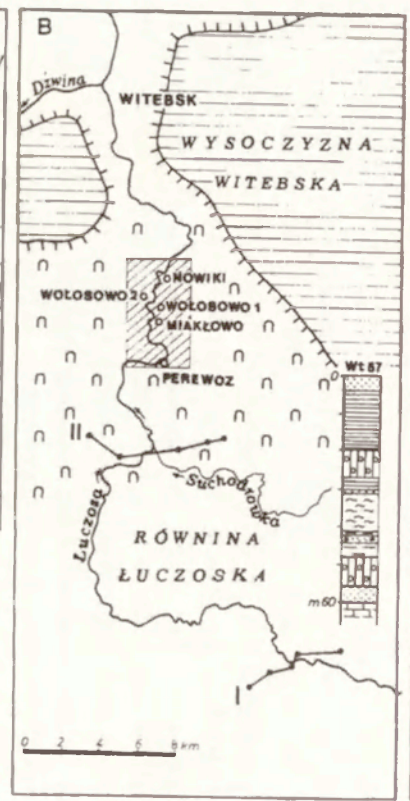 B
Dźwina
WITEBSK
WYSOCZYZNA
WITEBSKA
NOWIKI
WOŁOSOWO 2
WOŁOSOWO 1
MIAKŁOWO
PEREWOZ
Wt 57
0
II
Suchodrowka
Łuczosa
RÓWNINA
ŁUCZOSKA
m60
I
0 2 4 6 8 km